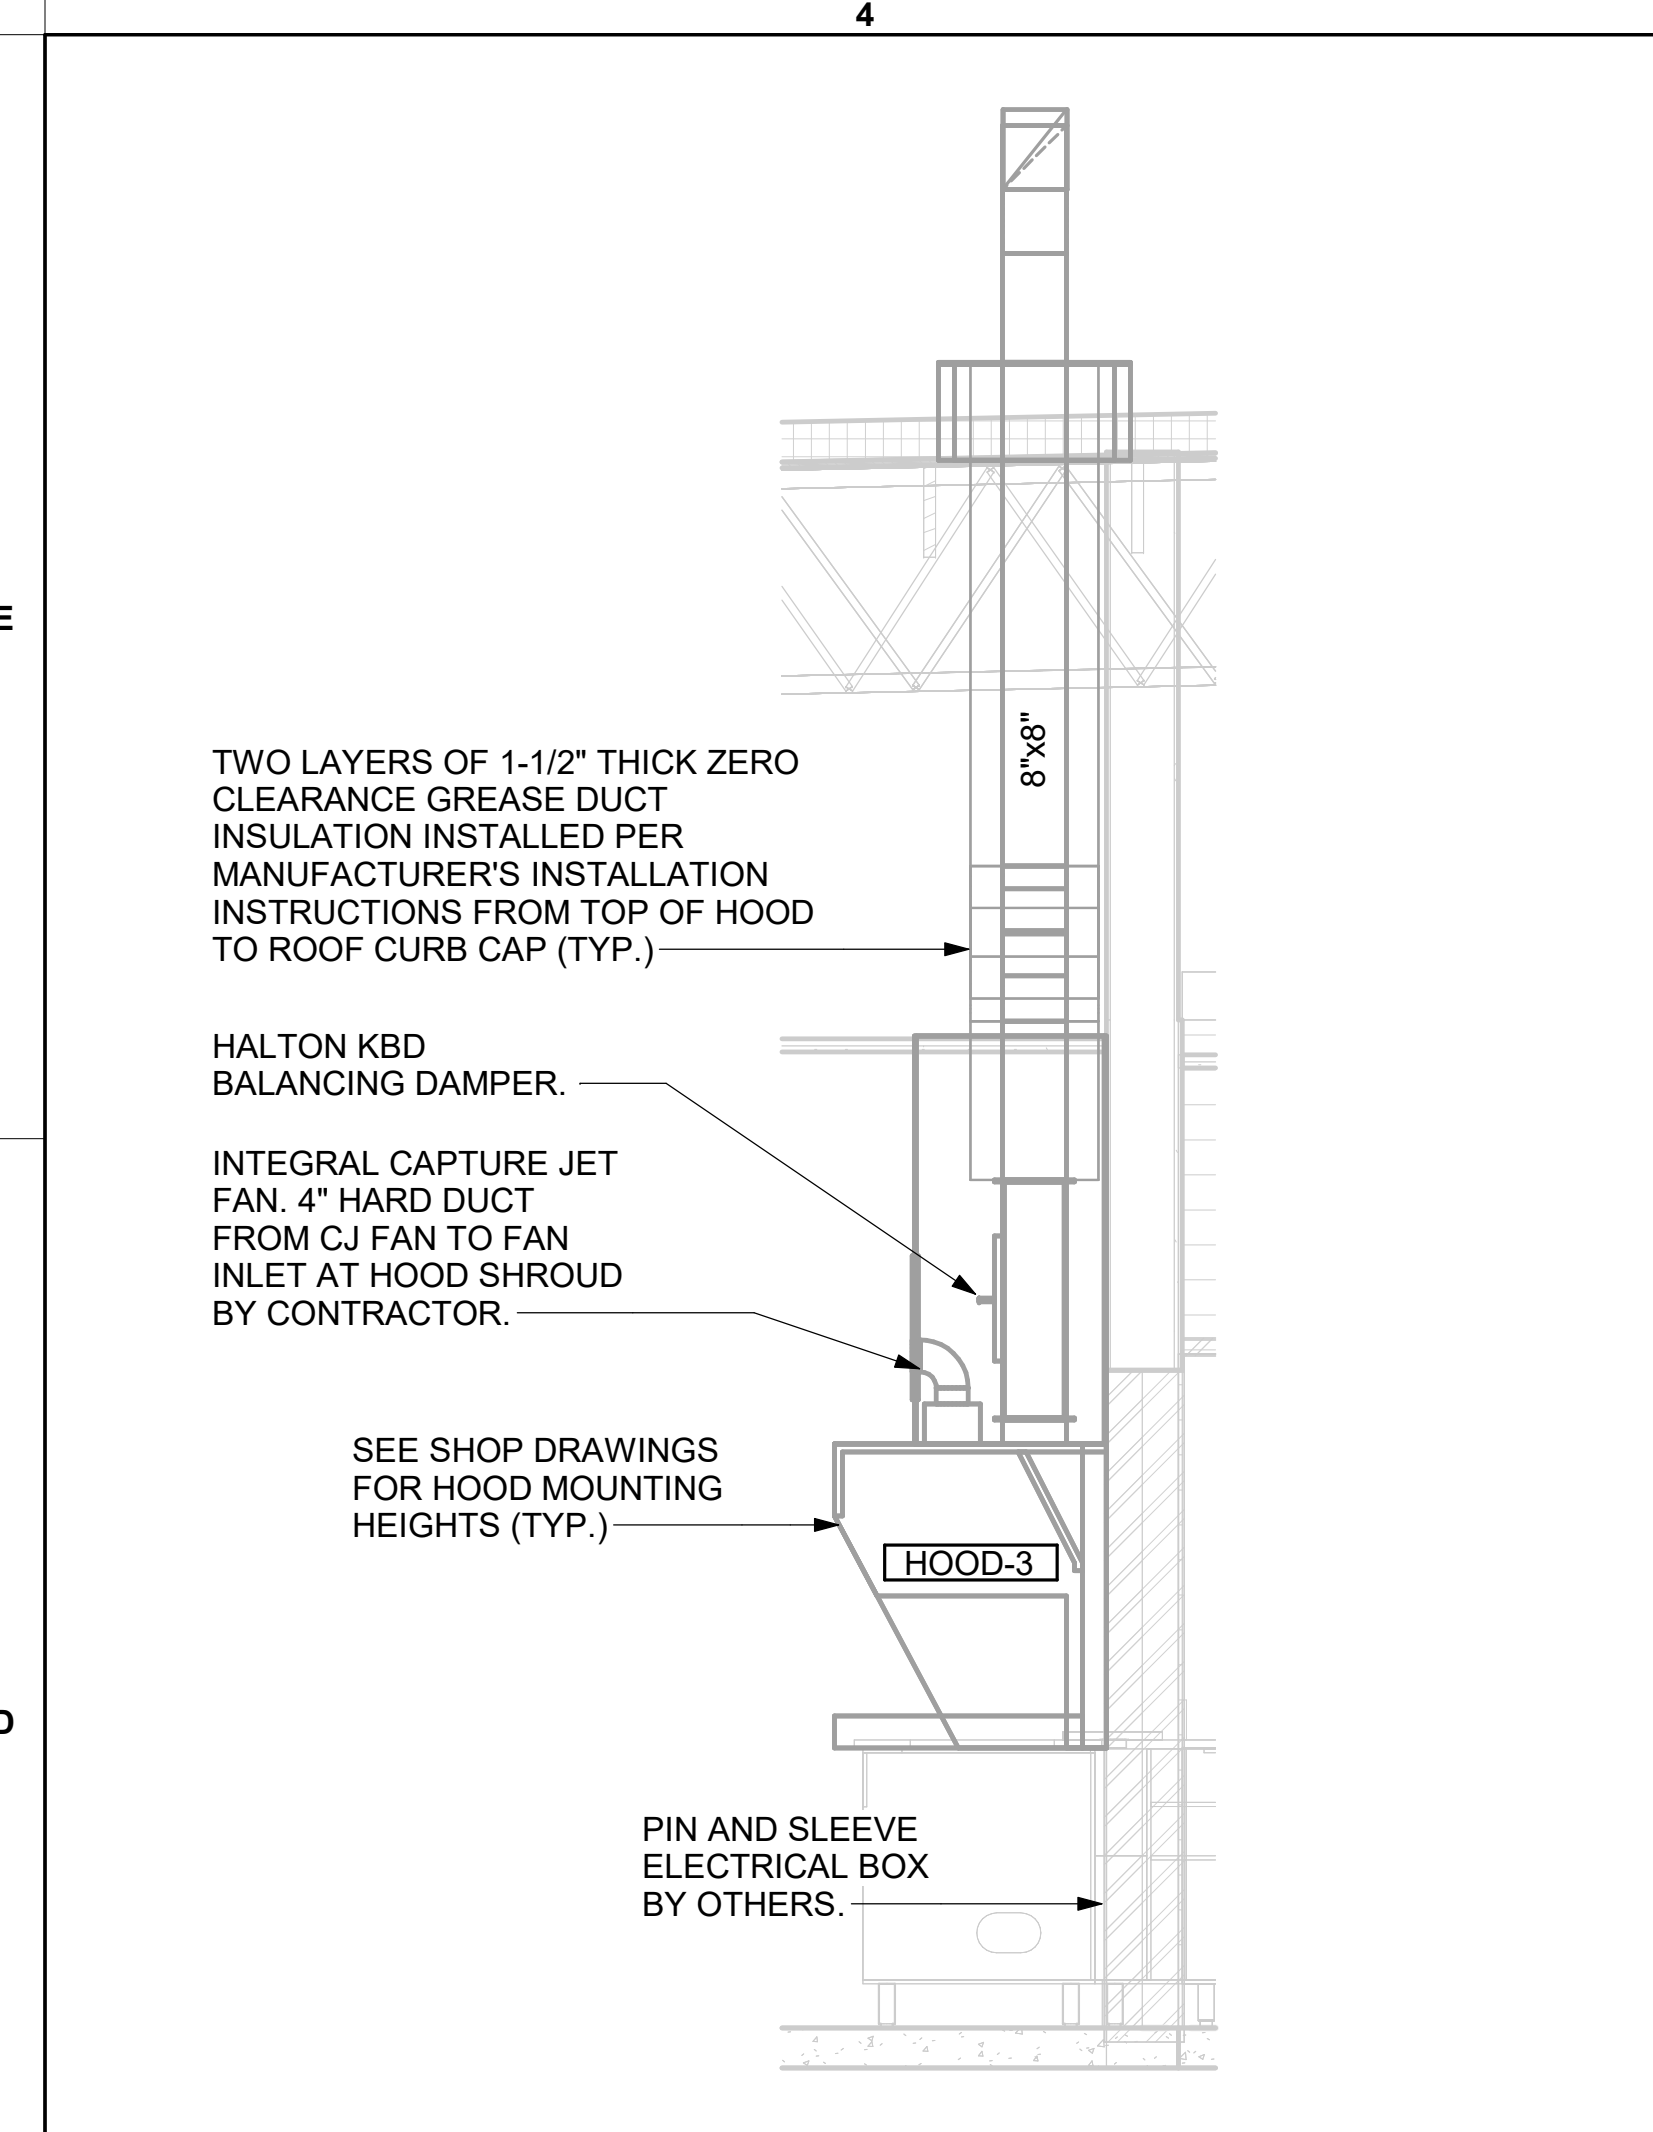 4
E
8"x8"
TWO LAYERS OF 1-1/2" THICK ZERO
CLEARANCE GREASE DUCT
INSULATION INSTALLED PER
MANUFACTURER'S INSTALLATION
INSTRUCTIONS FROM TOP OF HOOD
TO ROOF CURB CAP (TYP.)
HALTON KBD
BALANCING DAMPER.
INTEGRAL CAPTURE JET
FAN. 4" HARD DUCT
FROM CJ FAN TO FAN
INLET AT HOOD SHROUD
BY CONTRACTOR.
SEE SHOP DRAWINGS
FOR HOOD MOUNTING
HEIGHTS (TYP.)
HOOD-3
D
PIN AND SLEEVE
ELECTRICAL BOX
BY OTHERS.